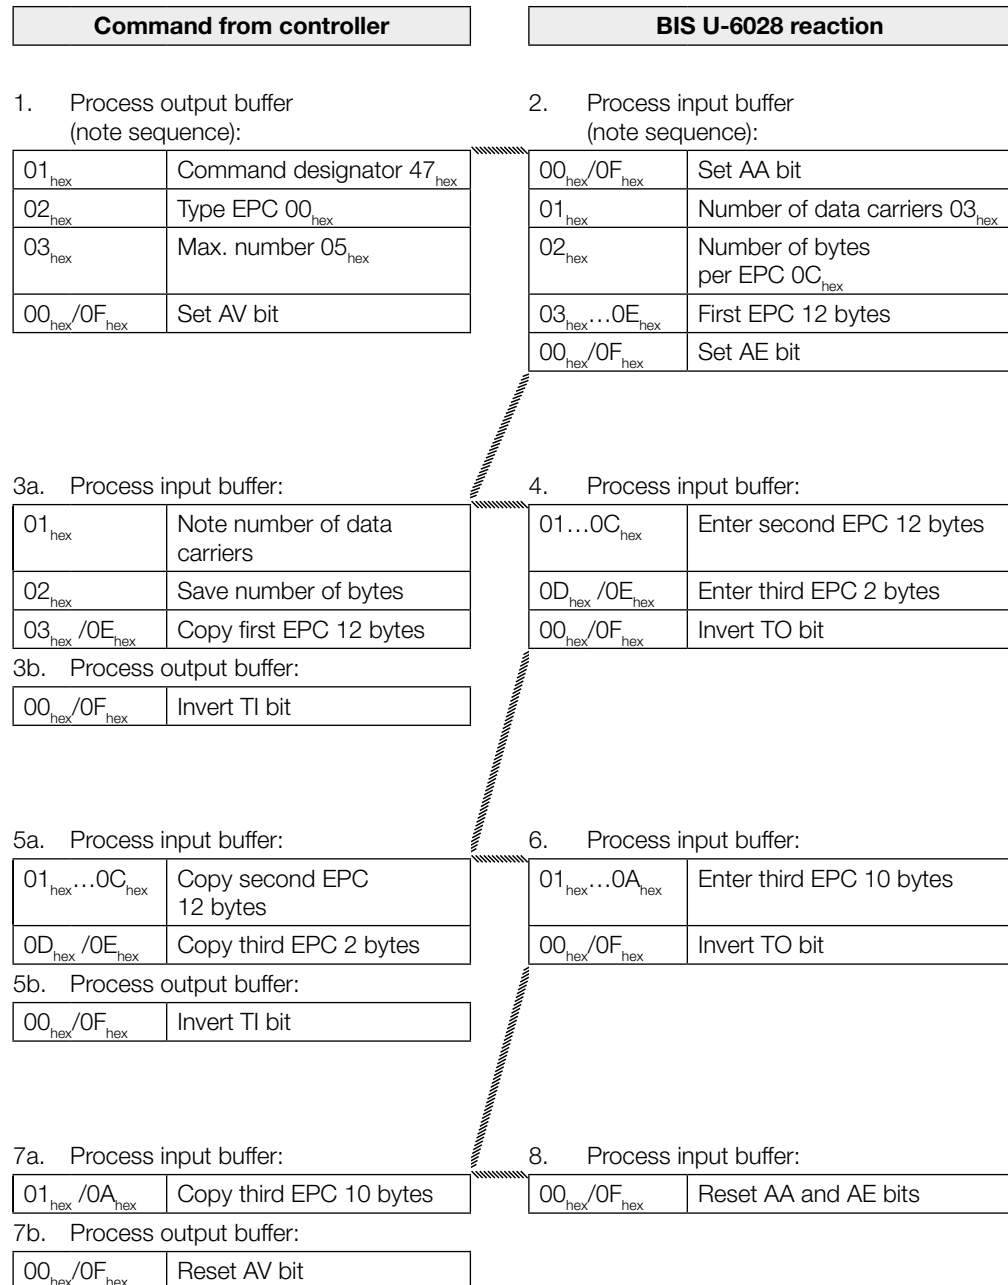 Command from controller
BIS U-6028 reaction
1. Process output buffer
(note sequence):
01hex Command designator 47hex
02hex Type EPC 00hex
03hex Max. number 05hex
00hex/0Fhex Set AV bit
2. Process input buffer
(note sequence):
00hex/0Fhex Set AA bit
01hex Number of data carriers 03hex
02hex Number of bytes
per EPC 0Chex
03hex…0Ehex First EPC 12 bytes
00hex/0Fhex Set AE bit
3a. Process input buffer:
01hex Note number of data
carriers
02hex Save number of bytes
03hex /0Ehex Copy first EPC 12 bytes
3b. Process output buffer:
00hex/0Fhex Invert TI bit
4. Process input buffer:
01…0Chex Enter second EPC 12 bytes
0Dhex /0Ehex Enter third EPC 2 bytes
00hex/0Fhex Invert TO bit
5a. Process input buffer:
01hex…0Chex Copy second EPC
12 bytes
0Dhex /0Ehex Copy third EPC 2 bytes
5b. Process output buffer:
00hex/0Fhex Invert TI bit
6. Process input buffer:
01hex…0Ahex Enter third EPC 10 bytes
00hex/0Fhex Invert TO bit
7a. Process input buffer:
01hex /0Ahex Copy third EPC 10 bytes
7b. Process output buffer:
00hex/0Fhex Reset AV bit
8. Process input buffer:
00hex/0Fhex Reset AA and AE bits